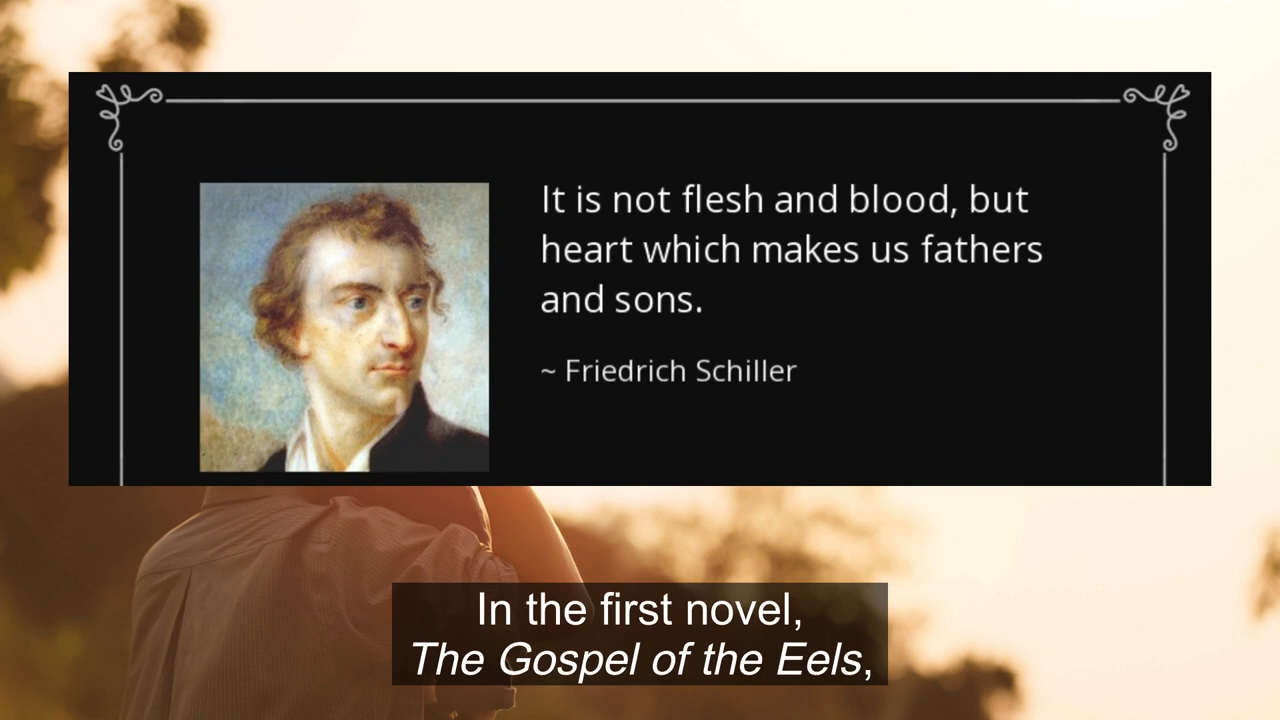 It is not flesh and blood, but
heart which makes us fathers
and sons.
~ Friedrich Schiller
In the first novel,
The Gospel of the Eels,